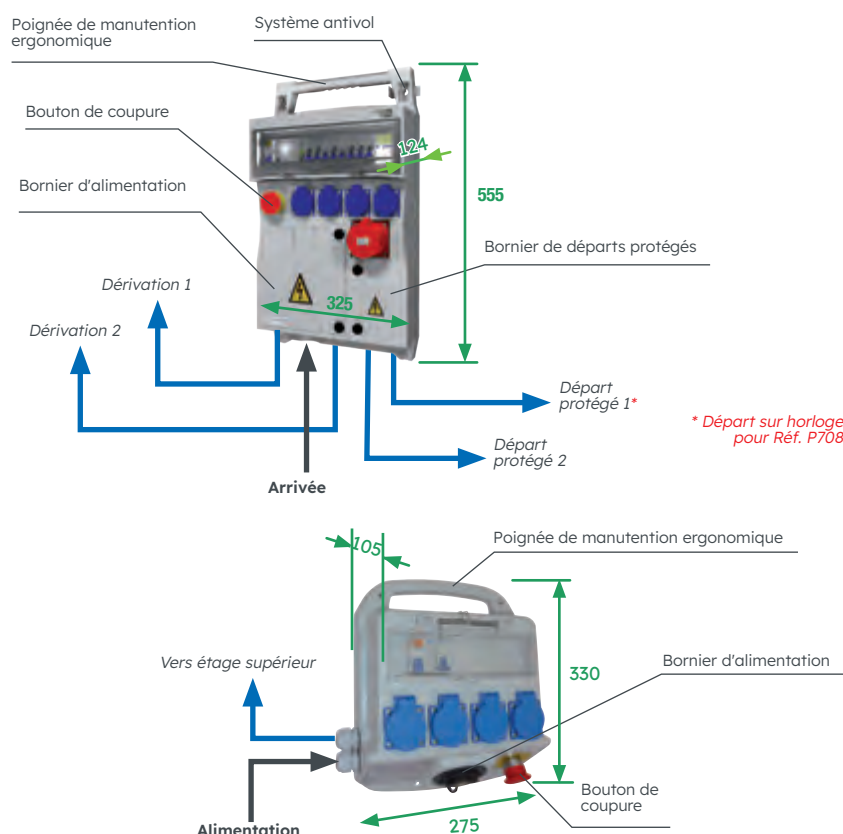 Poignée de manutention
ergonomique
Système antivol
Bouton de coupure
124
Bornier d'alimentation
555
Bornier de départs protégés
Dérivation 1
325
Dérivation 2
Départ
protégé 1*
* Départ sur horloge
pour Réf. P708
Départ
protégé 2
Arrivée
Poignée de manutention ergonomique
105
Vers étage supérieur
Bornier d'alimentation
330
Bouton de
coupure
275
Alimentation